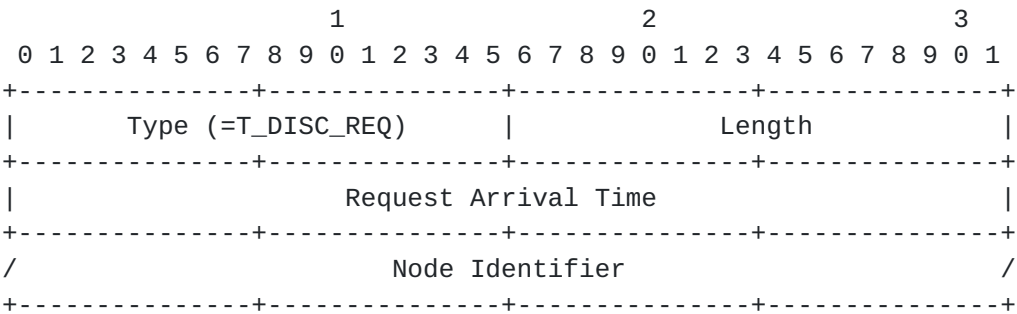 1                   2                   3
 0 1 2 3 4 5 6 7 8 9 0 1 2 3 4 5 6 7 8 9 0 1 2 3 4 5 6 7 8 9 0 1
+---------------+---------------+---------------+---------------+
|       Type (=T_DISC_REQ)      |             Length            |
+---------------+---------------+---------------+---------------+
|                     Request Arrival Time                      |
+---------------+---------------+---------------+---------------+
/                        Node Identifier                        /
+---------------+---------------+---------------+---------------+